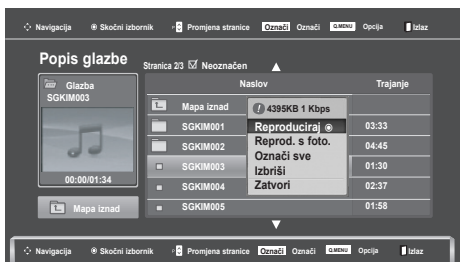 Navigacija Skočni izbornik P Promjena stranice Označi Označi Q.MENU Opcija Izlaz
Popis glazbe Stranica 2/3 Neoznačen
Glazba
SGKIM003
00:00/01:34
Mapa iznad
Naslov Trajanje
Mapa iznad
SGKIM001 03:33
SGKIM002 04:45
SGKIM003 01:30
SGKIM004 02:37
SGKIM005 01:58
4395KB 1 Kbps
Reproduciraj
Reprod. s foto.
Označi sve
Izbriši
Zatvori
Navigacija Skočni izbornik P Promjena stranice Označi Označi Q.MENU Opcija Izlaz